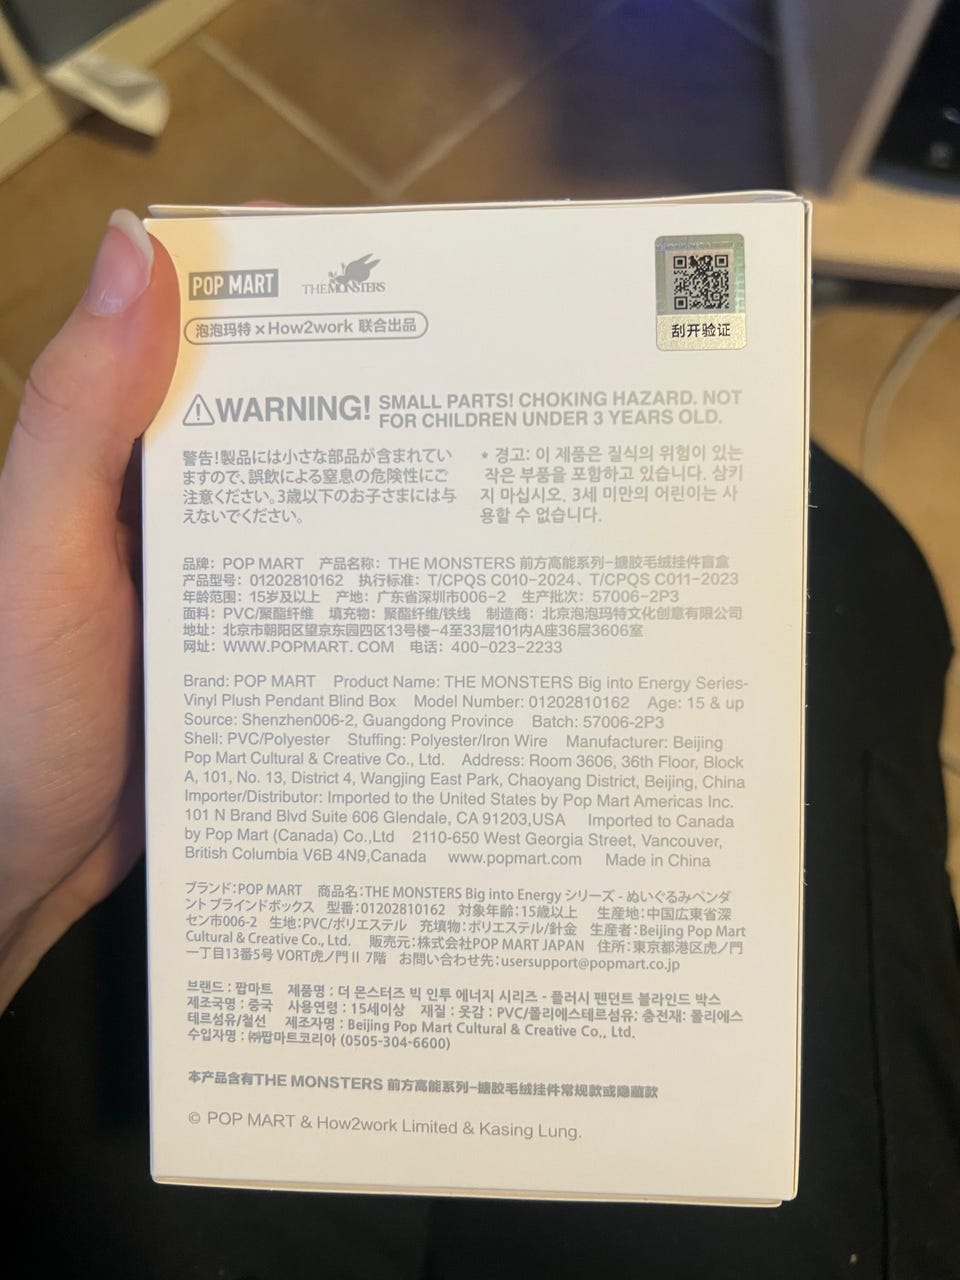 POP MART
THE MONSTERS
泡泡玛特×How2work 联合出品
刮开验证
WARNING! SMALL PARTS! CHOKING HAZARD. NOT
FOR CHILDREN UNDER 3 YEARS OLD.
警告!製品には小さな部品が含まれてい
ますので、誤飲による窒息の危険性にご
注意ください。3歳以下のお子さまには与
えないでください。
* 경고: 이 제품은 질식의 위험이 있는
작은 부품을 포함하고 있습니다. 삼키
지 마십시오. 3세 미만의 어린이는 사
용할 수 없습니다.
品牌: POP MART 产品名称: THE MONSTERS 前方高能系列-搪胶毛绒挂件盲盒
产品型号: 01202810162 执行标准: T/CPQS C010-2024、T/CPQS C011-2023
年龄范围: 15岁及以上 产地: 广东省深圳市006-2 生产批次: 57006-2P3
面料: PVC/聚酯纤维 填充物: 聚酯纤维/铁线 制造商: 北京泡泡玛特文化创意有限公司
地址: 北京市朝阳区望京东园四区13号楼-4至33层101内A座36层3606室
网址: WWW.POPMART. COM 电话: 400-023-2233
Brand: POP MART Product Name: THE MONSTERS Big into Energy Series-
Vinyl Plush Pendant Blind Box Model Number: 01202810162 Age: 15 & up
Source: Shenzhen006-2, Guangdong Province Batch: 57006-2P3
Shell: PVC/Polyester Stuffing: Polyester/Iron Wire Manufacturer: Beijing
Pop Mart Cultural & Creative Co., Ltd. Address: Room 3606, 36th Floor, Block
A, 101, No. 13, District 4, Wangjing East Park, Chaoyang District, Beijing, China
Importer/Distributor: Imported to the United States by Pop Mart Americas Inc.
101 N Brand Blvd Suite 606 Glendale, CA 91203,USA Imported to Canada
by Pop Mart (Canada) Co.,Ltd 2110-650 West Georgia Street, Vancouver,
British Columbia V6B 4N9,Canada www.popmart.com Made in China
ブランド:POP MART 商品名:THE MONSTERS Big into Energy シリーズ - ぬいぐるみペンダ
ント ブラインドボックス 型番:01202810162 対象年齢:15歳以上 生産地:中国広東省深
セン市006-2 生地:PVC/ポリエステル 充填物:ポリエステル/針金 生産者:Beijing Pop Mart
Cultural & Creative Co., Ltd. 販売元:株式会社POP MART JAPAN 住所:東京都港区虎ノ門
一丁目13番5号 VORT虎ノ門Ⅱ 7階 お問い合わせ先:usersupport@popmart.co.jp
브랜드 : 팝마트 제품명 : 더 몬스터즈 빅 인투 에너지 시리즈 - 플러시 펜던트 블라인드 박스
제조국명 : 중국 사용연령 : 15세이상 재질 : 옷감 : PVC/폴리에스테르섬유; 충전재: 폴리에스
테르섬유/철선 제조자명 : Beijing Pop Mart Cultural & Creative Co., Ltd.
수입자명 : ㈜팝마트코리아 (0505-304-6600)
本产品含有THE MONSTERS 前方高能系列-搪胶毛绒挂件常规款或隐藏款
© POP MART & How2work Limited & Kasing Lung.